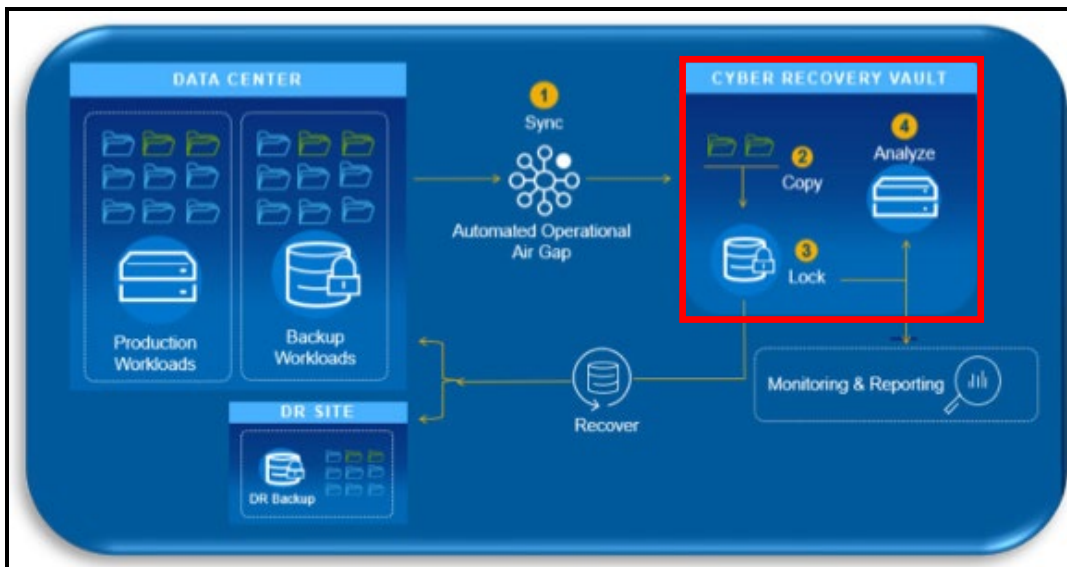 DATA CENTER
Production
Workloads
Backup
Workloads
1
Sync
Automated Operational
Air Gap
CYBER RECOVERY VAULT
2
Copy
3
Lock
4
Analyze
Monitoring & Reporting
Recover
DR SITE
DR Backup